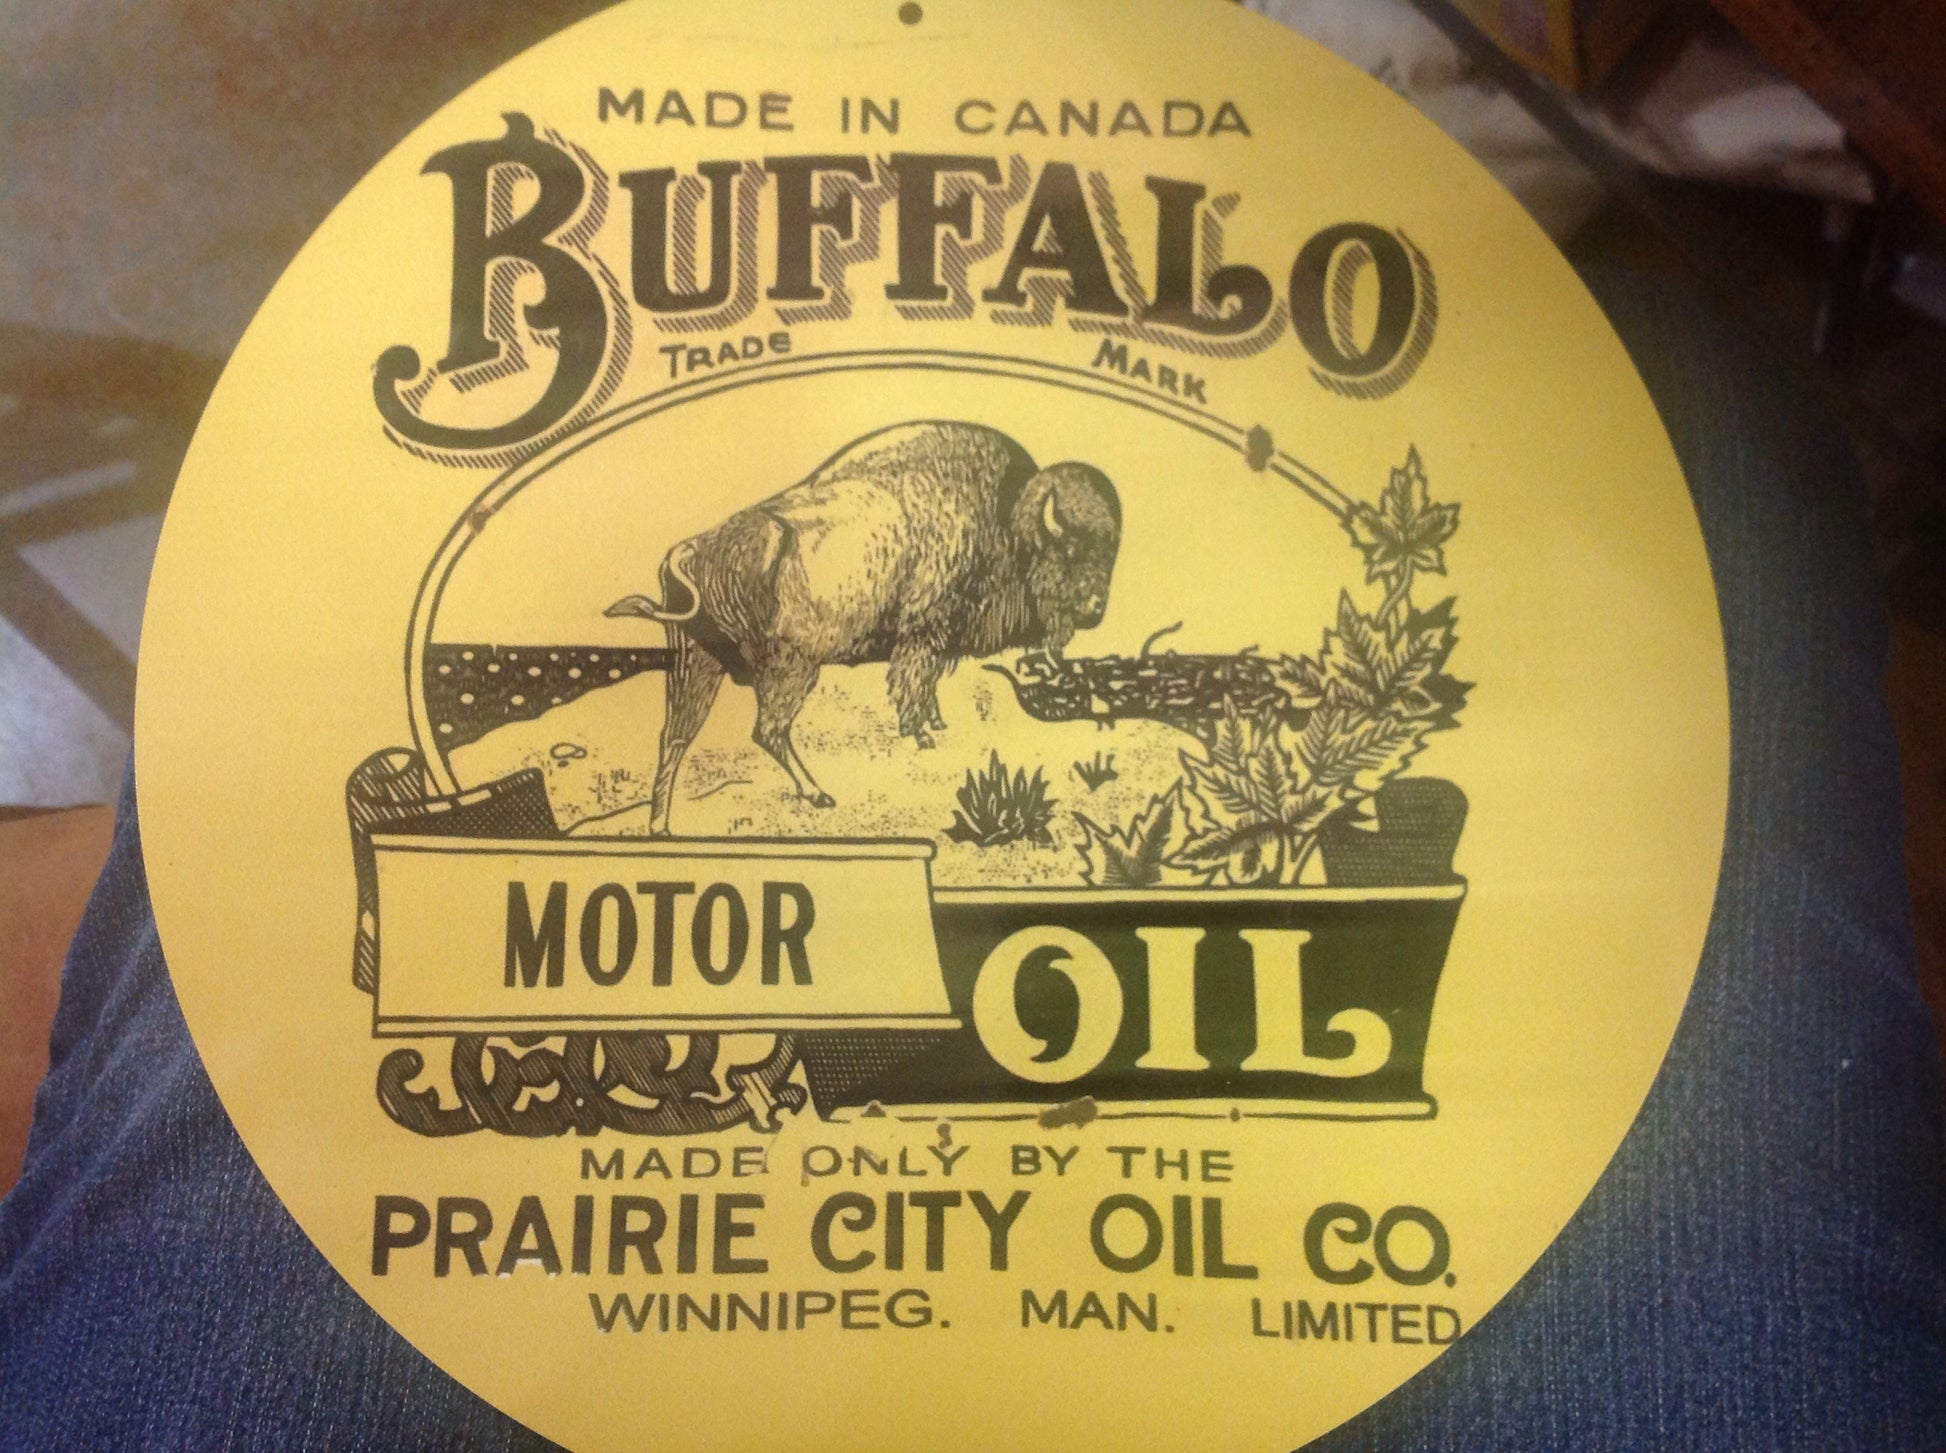 MADE IN CANADA
BUFFALO
TRADE MARK
MOTOR OIL
MADE ONLY BY THE
PRAIRIE CITY OIL CO.
WINNIPEG. MAN. LIMITED